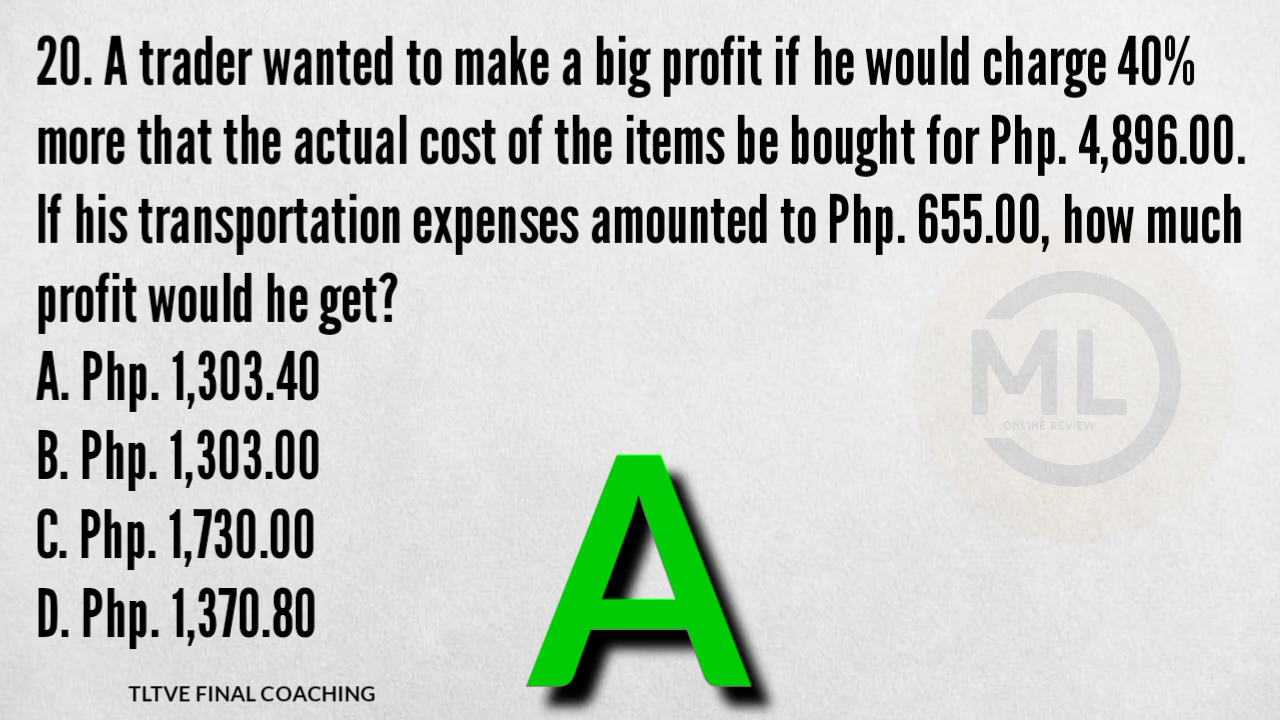 20. A trader wanted to make a big profit if he would charge 40%
more that the actual cost of the items be bought for Php. 4,896.00.
If his transportation expenses amounted to Php. 655.00, how much
profit would he get?
A. Php. 1,303.40
B. Php. 1,303.00
C. Php. 1,730.00
D. Php. 1,370.80
A
ML
ONLINE REVIEW
TLTVE FINAL COACHING